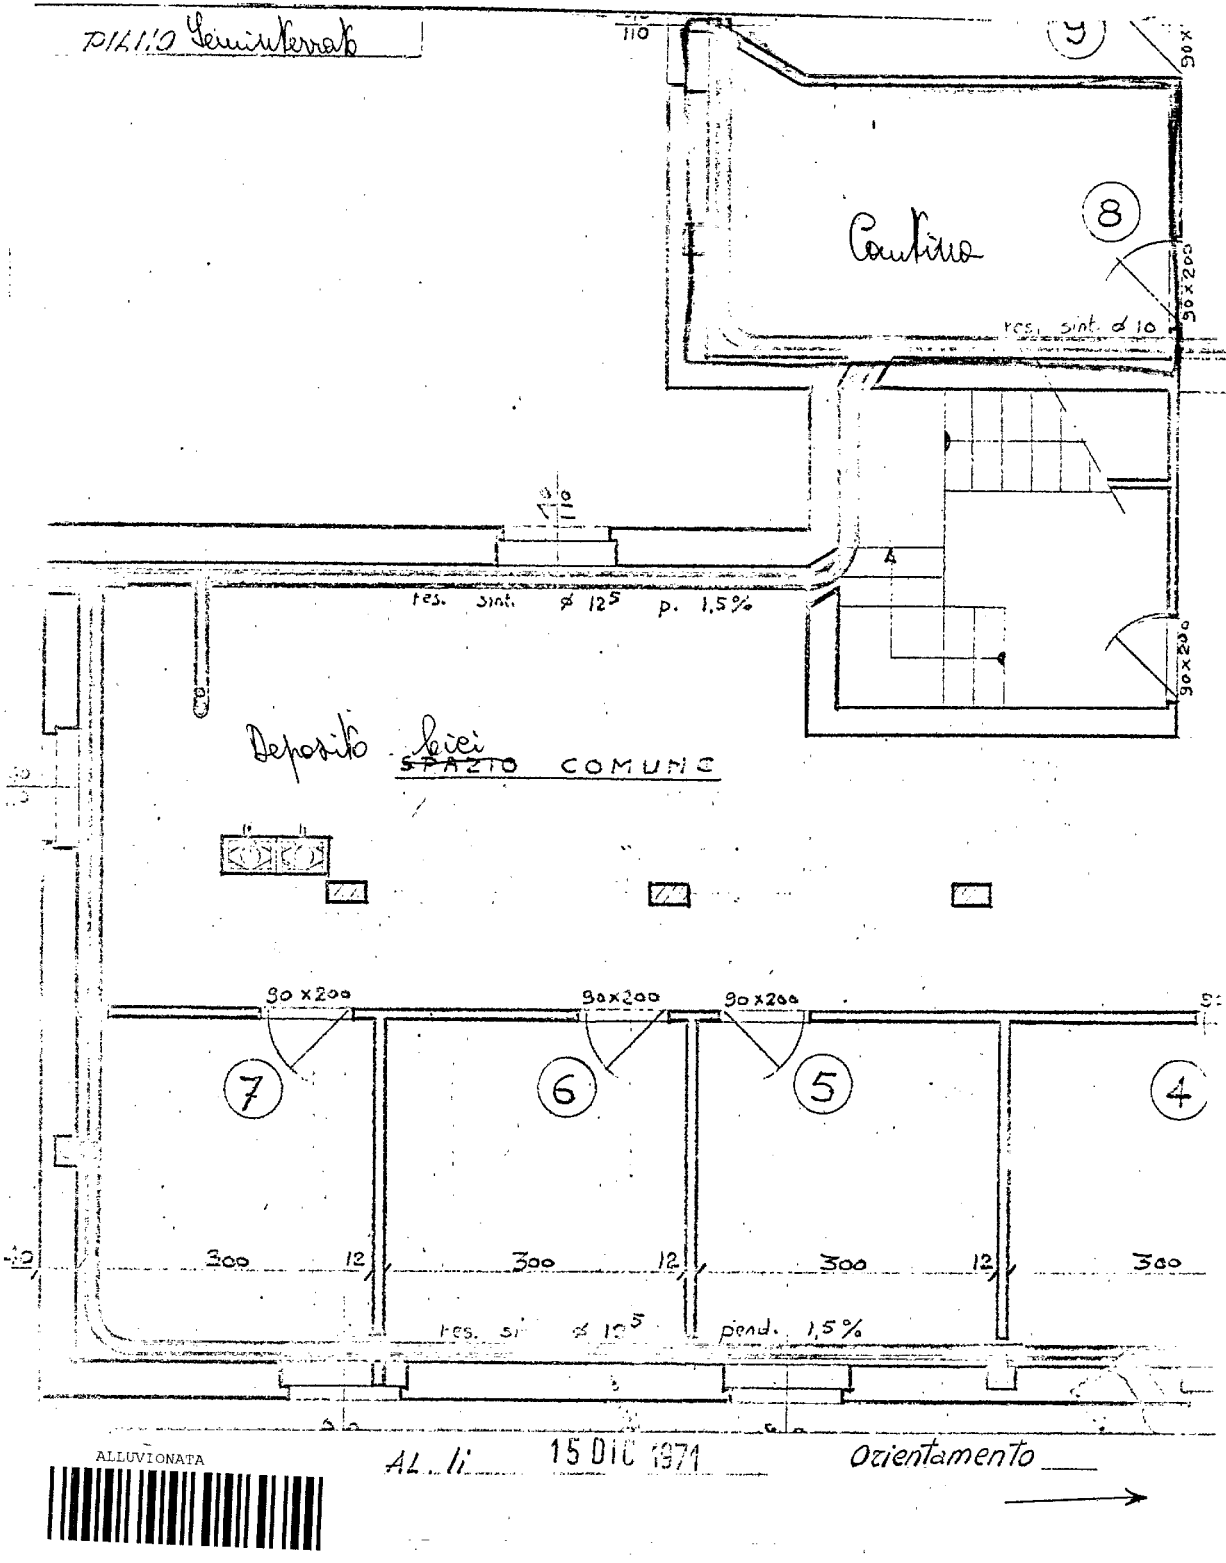 Seminterrato
110
9
90x
8
Cantina
90x200
res. sint. ø 10
110
res. sint. ø 12⁵ p. 1,5%
90x200
Deposito bici
SPAZIO COMUNE
90x200
90x200
90x200
7
6
5
4
300 12 300 12 300 12 300
res. si ø 12⁵ pend. 1,5%
ALLUVIONATA
AL. li 15 DIC 1971
Orientamento